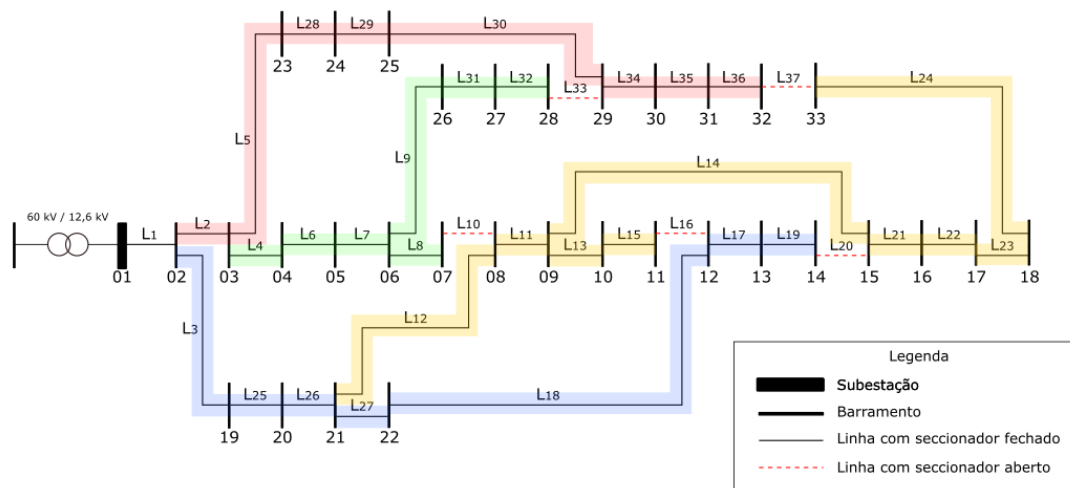 L28 L29 L30
23 24 25
L31 L32 L33 L34 L35 L36 L37 L24
26 27 28 29 30 31 32 33
L5
L9
L14
60 kV / 12,6 kV
L1 L2 L4 L6 L7 L8 L10 L11 L13 L15 L16 L17 L19 L20 L21 L22 L23
01 02 03 04 05 06 07 08 09 10 11 12 13 14 15 16 17 18
L3
L12
L25 L26 L27 L18
19 20 21 22
Legenda
Subestação
Barramento
Linha com seccionador fechado
Linha com seccionador aberto